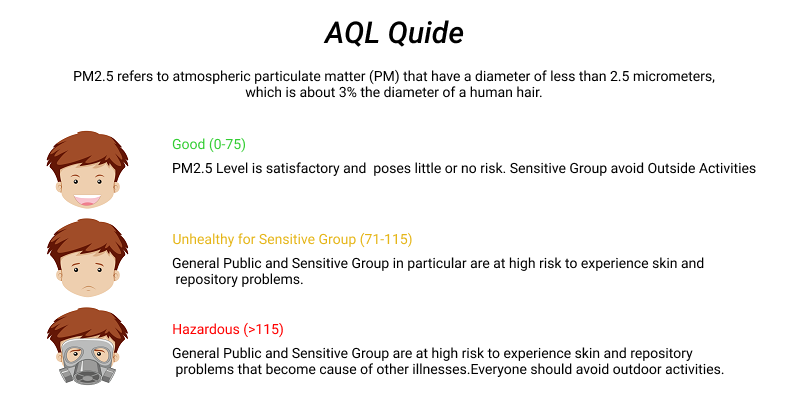 AQL Quide
PM2.5 refers to atmospheric particulate matter (PM) that have a diameter of less than 2.5 micrometers,
which is about 3% the diameter of a human hair.
Good (0-75)
PM2.5 Level is satisfactory and  poses little or no risk. Sensitive Group avoid Outside Activities
Unhealthy for Sensitive Group (71-115)
General Public and Sensitive Group in particular are at high risk to experience skin and
repository problems.
Hazardous (>115)
General Public and Sensitive Group are at high risk to experience skin and repository
problems that become cause of other illnesses.Everyone should avoid outdoor activities.